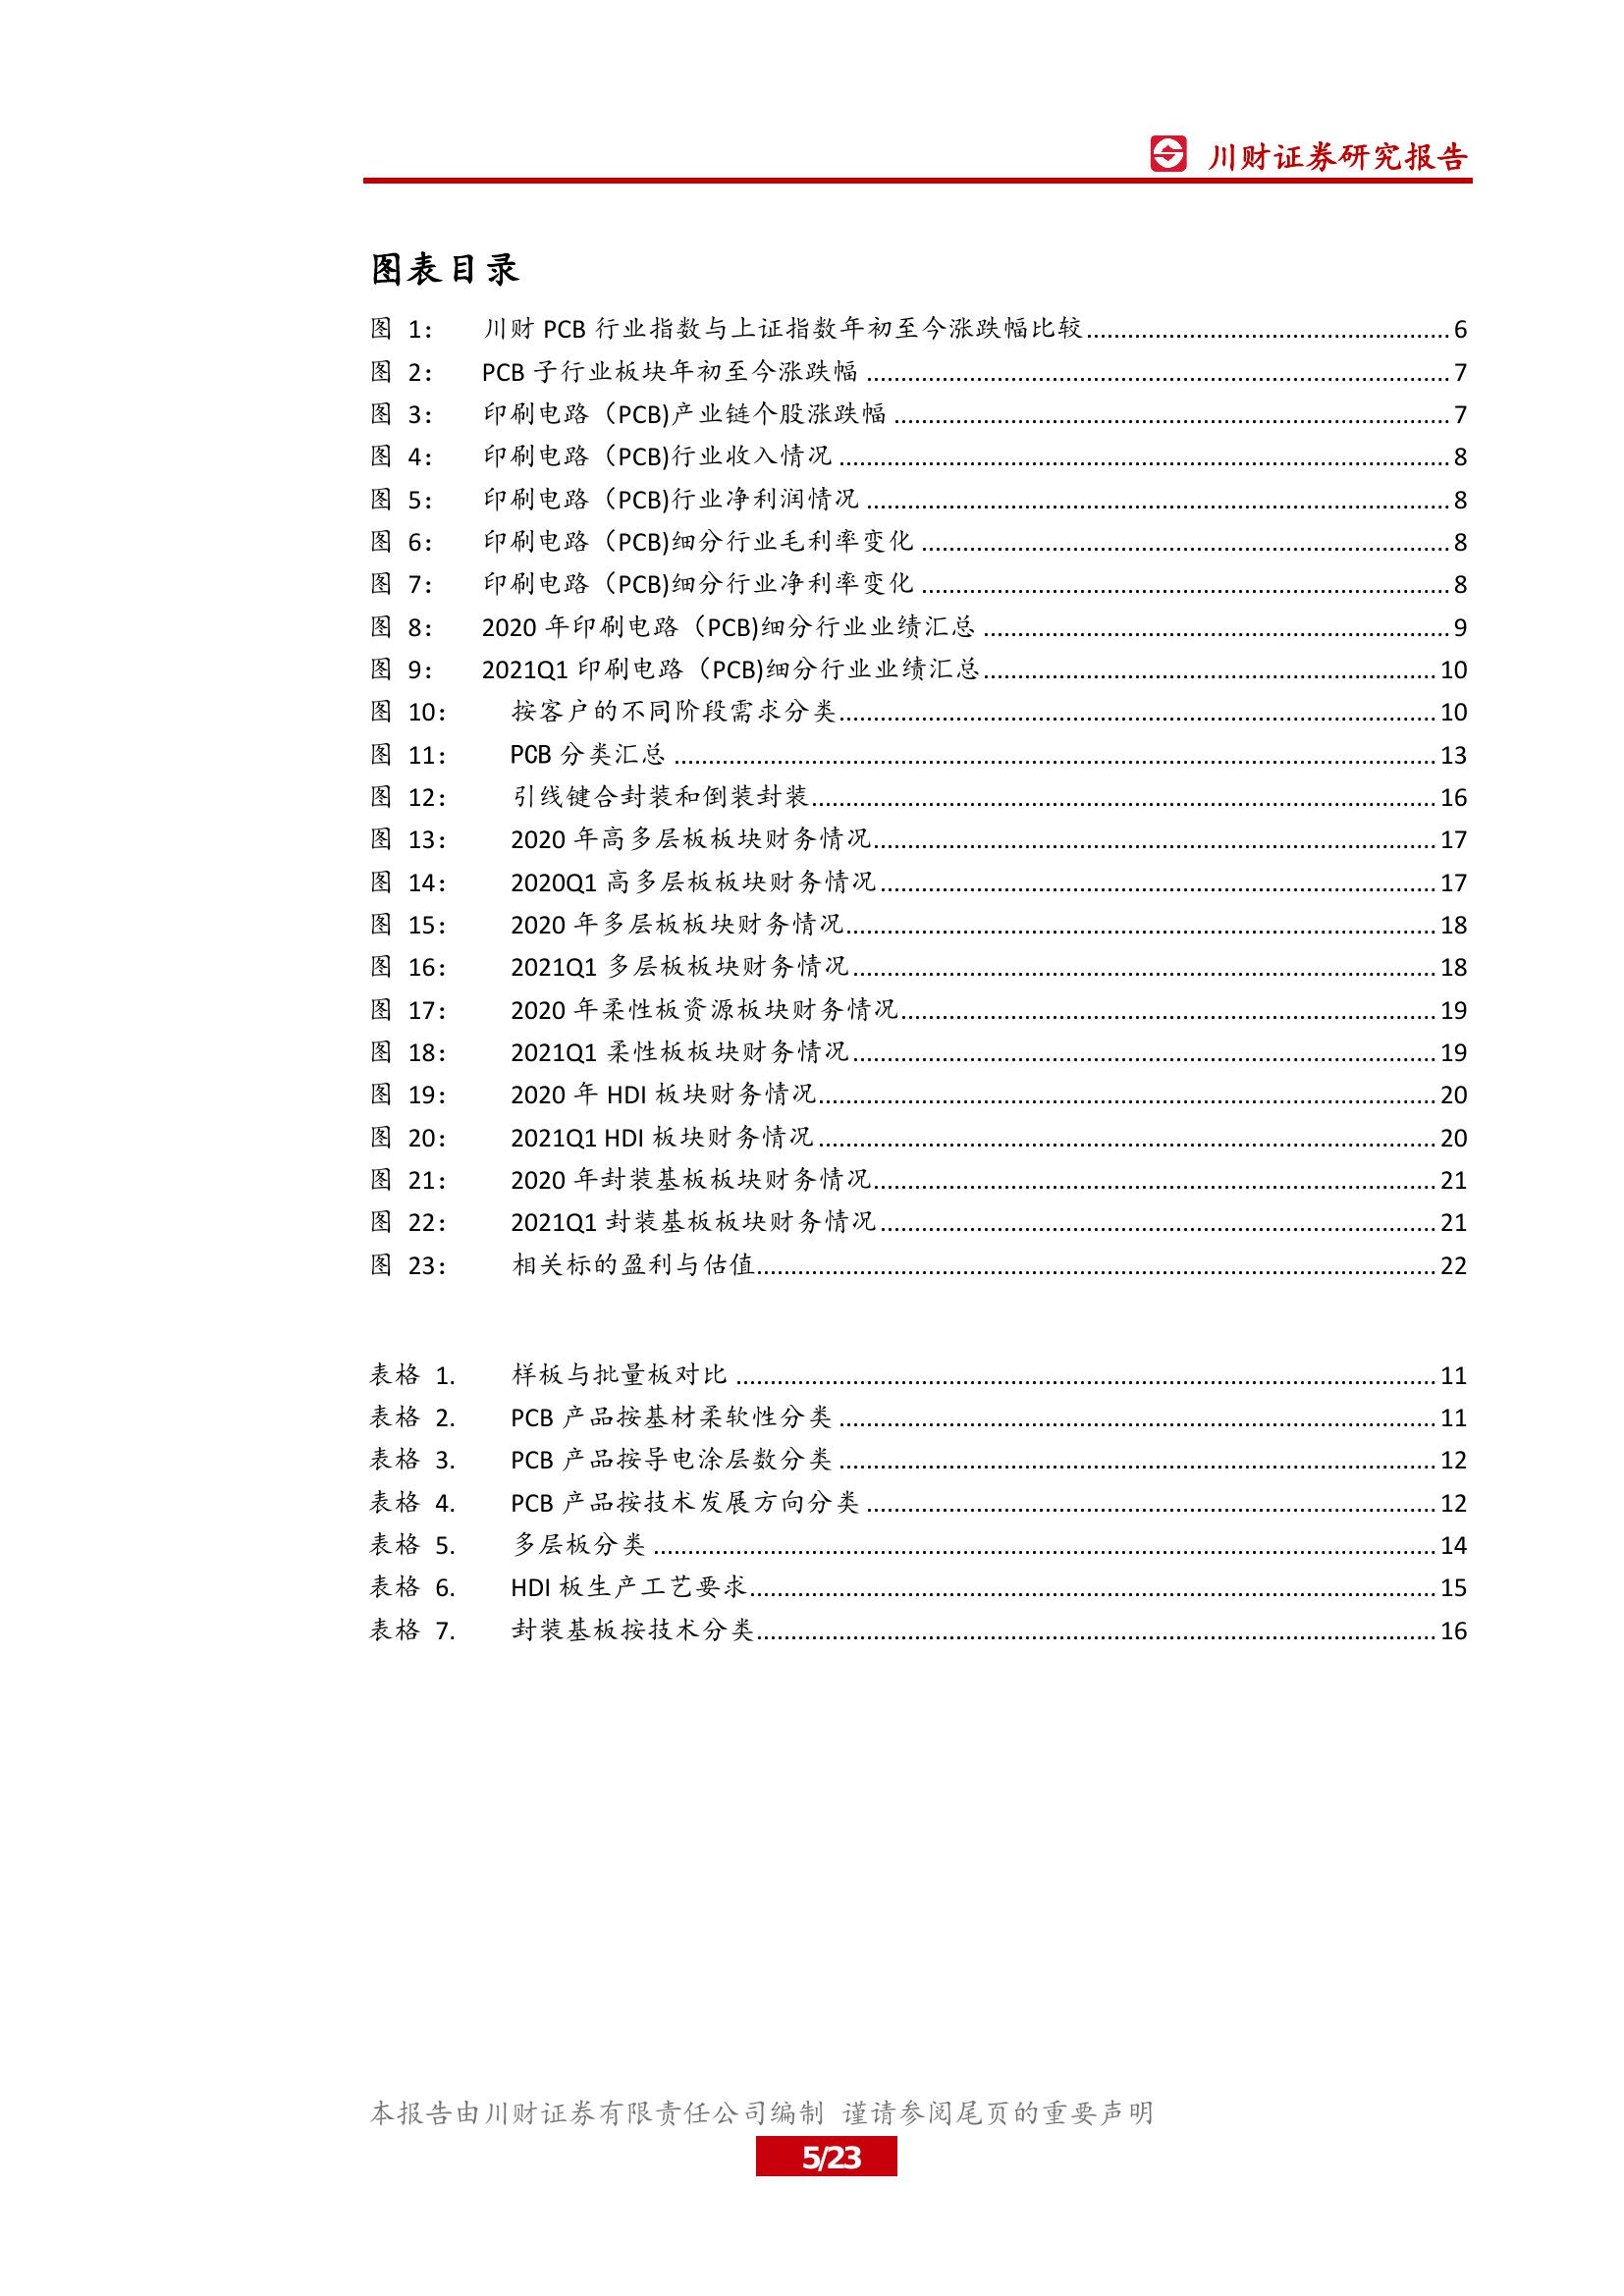 川财证券研究报告
图表目录
图 1： 川财 PCB 行业指数与上证指数年初至今涨跌幅比较 6
图 2： PCB 子行业板块年初至今涨跌幅 7
图 3： 印刷电路（PCB)产业链个股涨跌幅 7
图 4： 印刷电路（PCB)行业收入情况 8
图 5： 印刷电路（PCB)行业净利润情况 8
图 6： 印刷电路（PCB)细分行业毛利率变化 8
图 7： 印刷电路（PCB)细分行业净利率变化 8
图 8： 2020 年印刷电路（PCB)细分行业业绩汇总 9
图 9： 2021Q1 印刷电路（PCB)细分行业业绩汇总 10
图 10： 按客户的不同阶段需求分类 10
图 11： PCB 分类汇总 13
图 12： 引线键合封装和倒装封装 16
图 13： 2020 年高多层板板块财务情况 17
图 14： 2020Q1 高多层板板块财务情况 17
图 15： 2020 年多层板板块财务情况 18
图 16： 2021Q1 多层板板块财务情况 18
图 17： 2020 年柔性板资源板块财务情况 19
图 18： 2021Q1 柔性板板块财务情况 19
图 19： 2020 年 HDI 板块财务情况 20
图 20： 2021Q1 HDI 板块财务情况 20
图 21： 2020 年封装基板板块财务情况 21
图 22： 2021Q1 封装基板板块财务情况 21
图 23： 相关标的盈利与估值 22
表格 1. 样板与批量板对比 11
表格 2. PCB 产品按基材柔软性分类 11
表格 3. PCB 产品按导电涂层数分类 12
表格 4. PCB 产品按技术发展方向分类 12
表格 5. 多层板分类 14
表格 6. HDI 板生产工艺要求 15
表格 7. 封装基板按技术分类 16
本报告由川财证券有限责任公司编制 谨请参阅尾页的重要声明
5/23